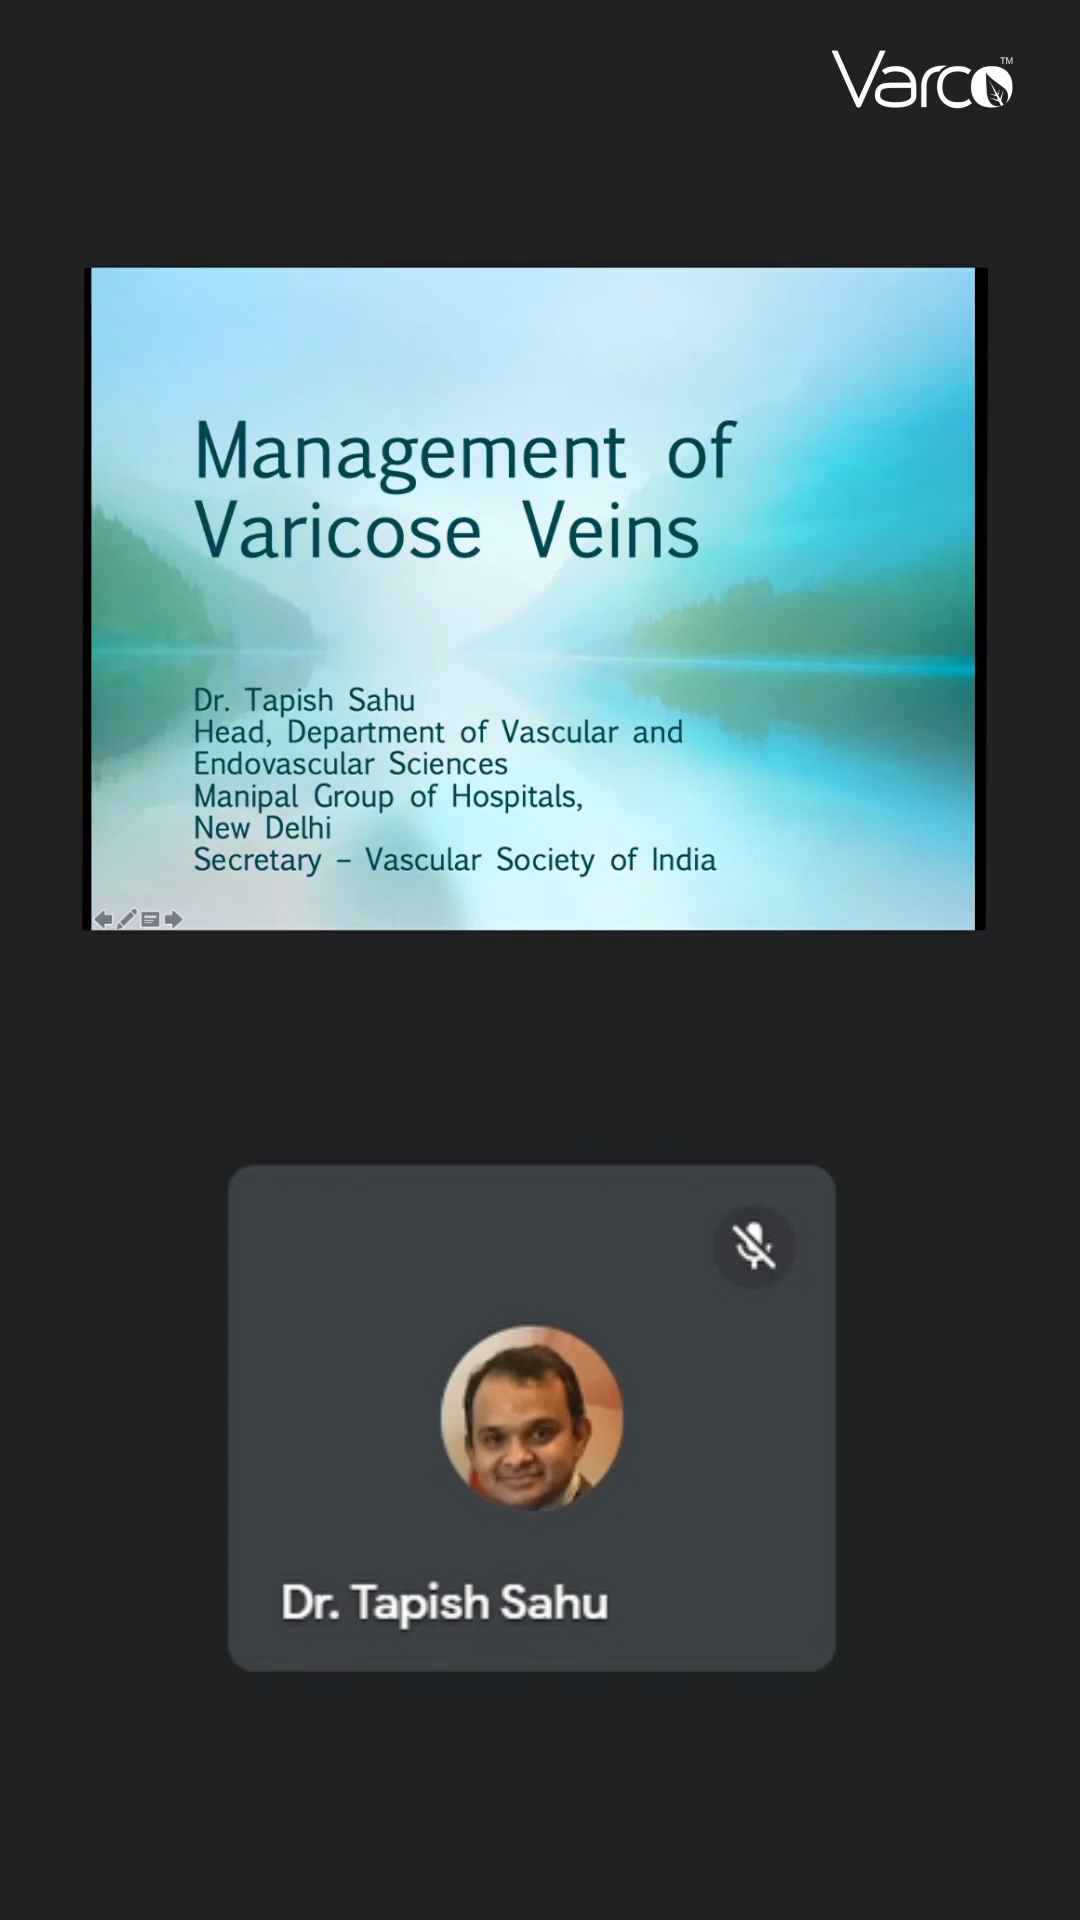 Varco™
Management of
Varicose Veins
Dr. Tapish Sahu
Head, Department of Vascular and
Endovascular Sciences
Manipal Group of Hospitals,
New Delhi
Secretary – Vascular Society of India
Dr. Tapish Sahu